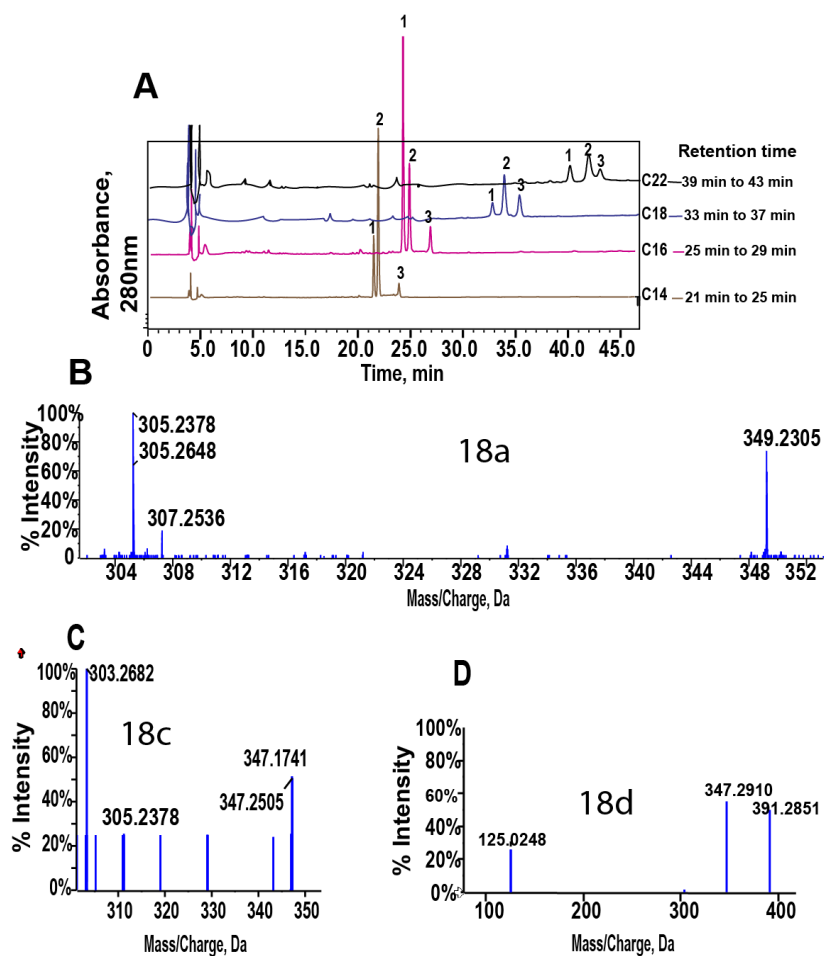 A
Absorbance, 280nm
1
2
1
2
3
1
2
3
1
2
3
1
3
Retention time
C22 39 min to 43 min
C18 33 min to 37 min
C16 25 min to 29 min
C14 21 min to 25 min
0 5.0 10.0 15.0 20.0 25.0 30.0 35.0 40.0 45.0
Time, min
B
18a
% Intensity
100%
80%
60%
40%
20%
0
305.2378
305.2648
307.2536
349.2305
304 308 312 316 320 324 328 332 336 340 344 348 352
Mass/Charge, Da
C
18c
% Intensity
100%
80%
60%
40%
20%
0%
303.2682
305.2378
347.1741
347.2505
310 320 330 340 350
Mass/Charge, Da
D
18d
% Intensity
100%
80%
60%
40%
20%
0%
125.0248
347.2910
391.2851
100 200 300 400
Mass/Charge, Da